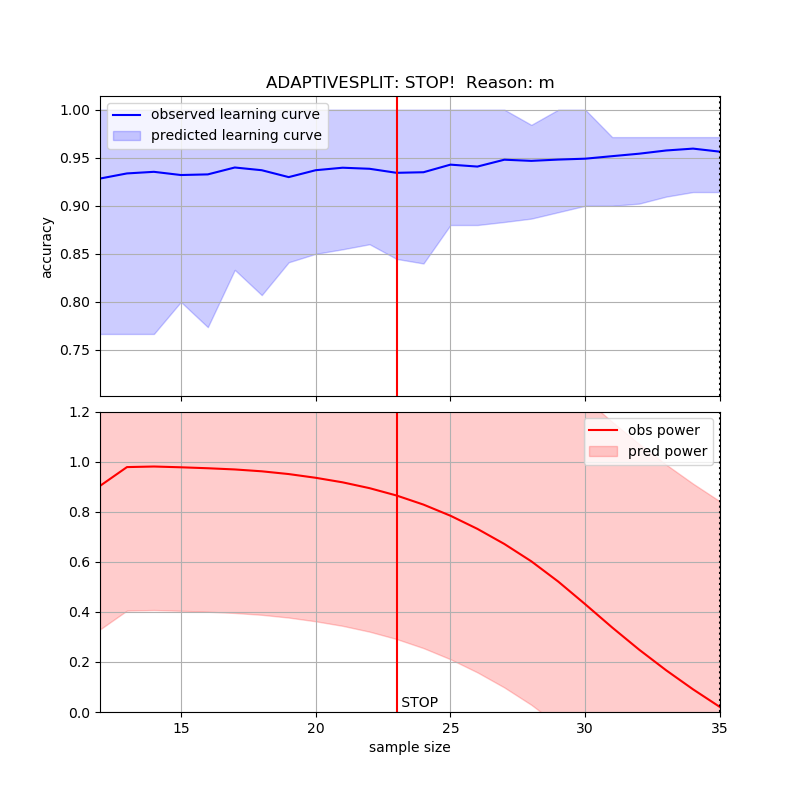 ADAPTIVESPLIT: STOP!  Reason: m
observed learning curve
predicted learning curve
1.00
0.95
0.90
0.85
0.80
0.75
accuracy
obs power
pred power
1.2
1.0
0.8
0.6
0.4
0.2
0.0
STOP
15 20 25 30 35
sample size